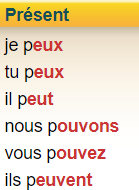 Présent
je peux
tu peux
il peut
nous pouvons
vous pouvez
ils peuvent